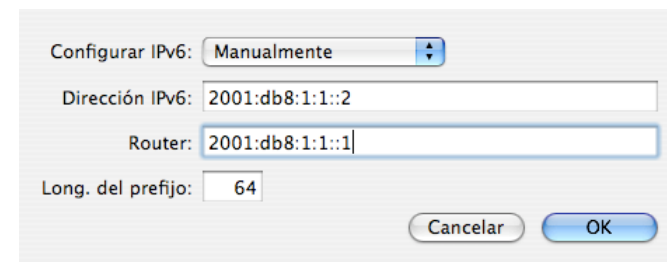 Configurar IPv6: Manualmente
Dirección IPv6: 2001:db8:1:1::2
Router: 2001:db8:1:1::1
Long. del prefijo: 64
Cancelar OK